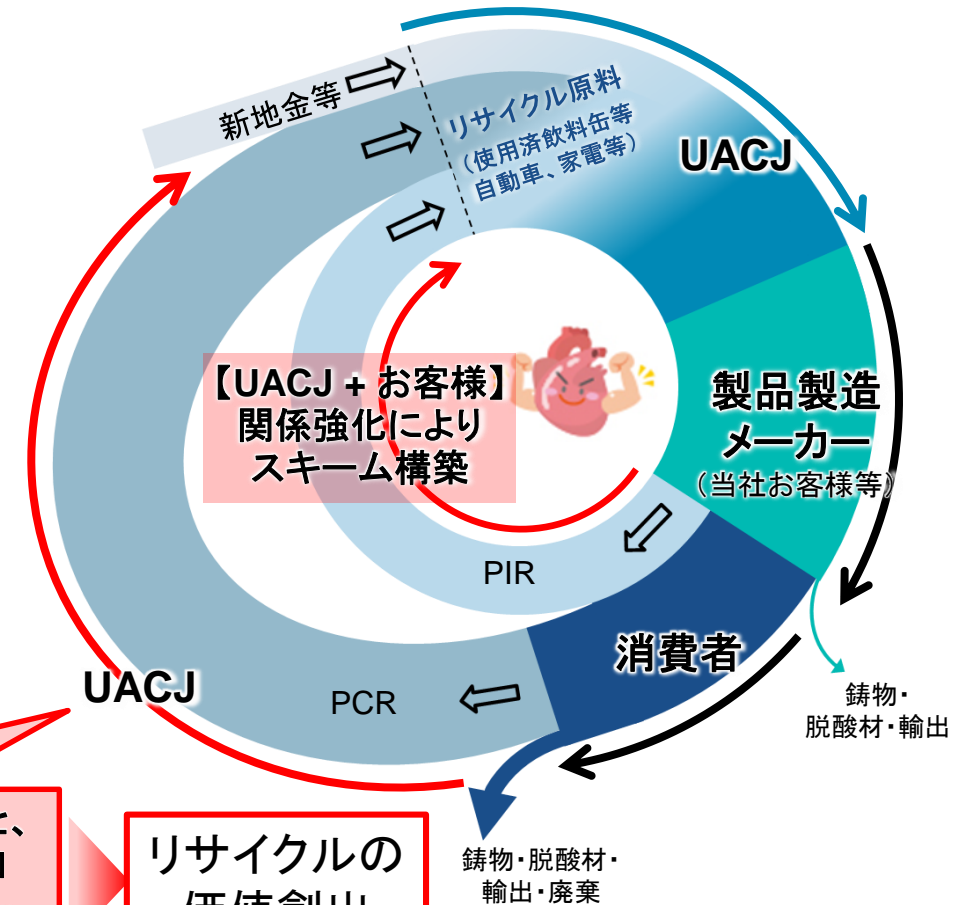 新地金等
リサイクル原料
（使用済飲料缶等
自動車、家電等）
UACJ
【UACJ + お客様】
関係強化により
スキーム構築
製品製造
メーカー
（当社お客様等）
PIR
消費者
UACJ
PCR
鋳物・
脱酸材・輸出
鋳物・脱酸材・
輸出・廃棄
リサイクルの
価値創出